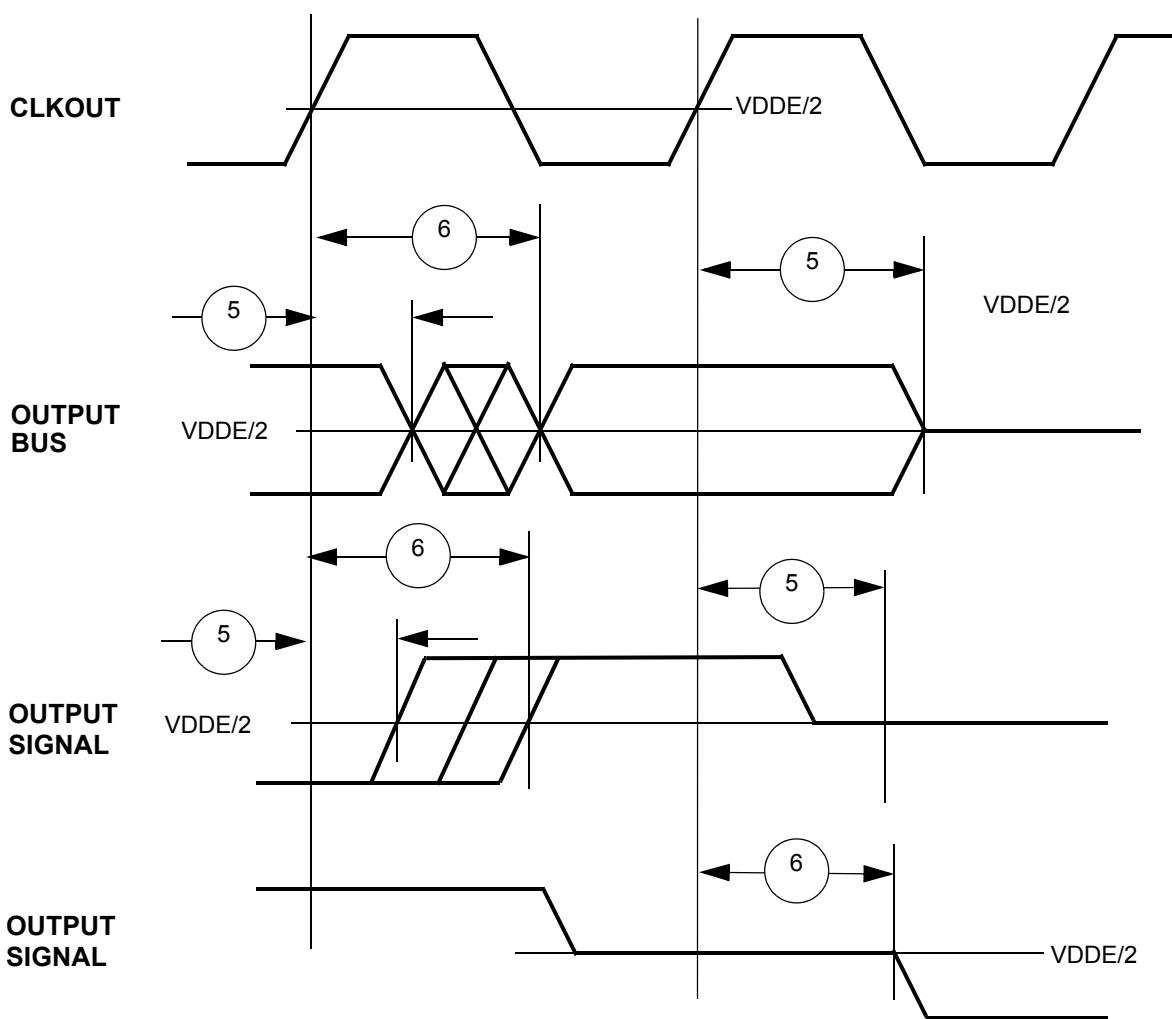 CLKOUT
VDDE/2
6
5
5
VDDE/2
OUTPUT
BUS
VDDE/2
6
5
5
OUTPUT
SIGNAL
VDDE/2
6
OUTPUT
SIGNAL
VDDE/2